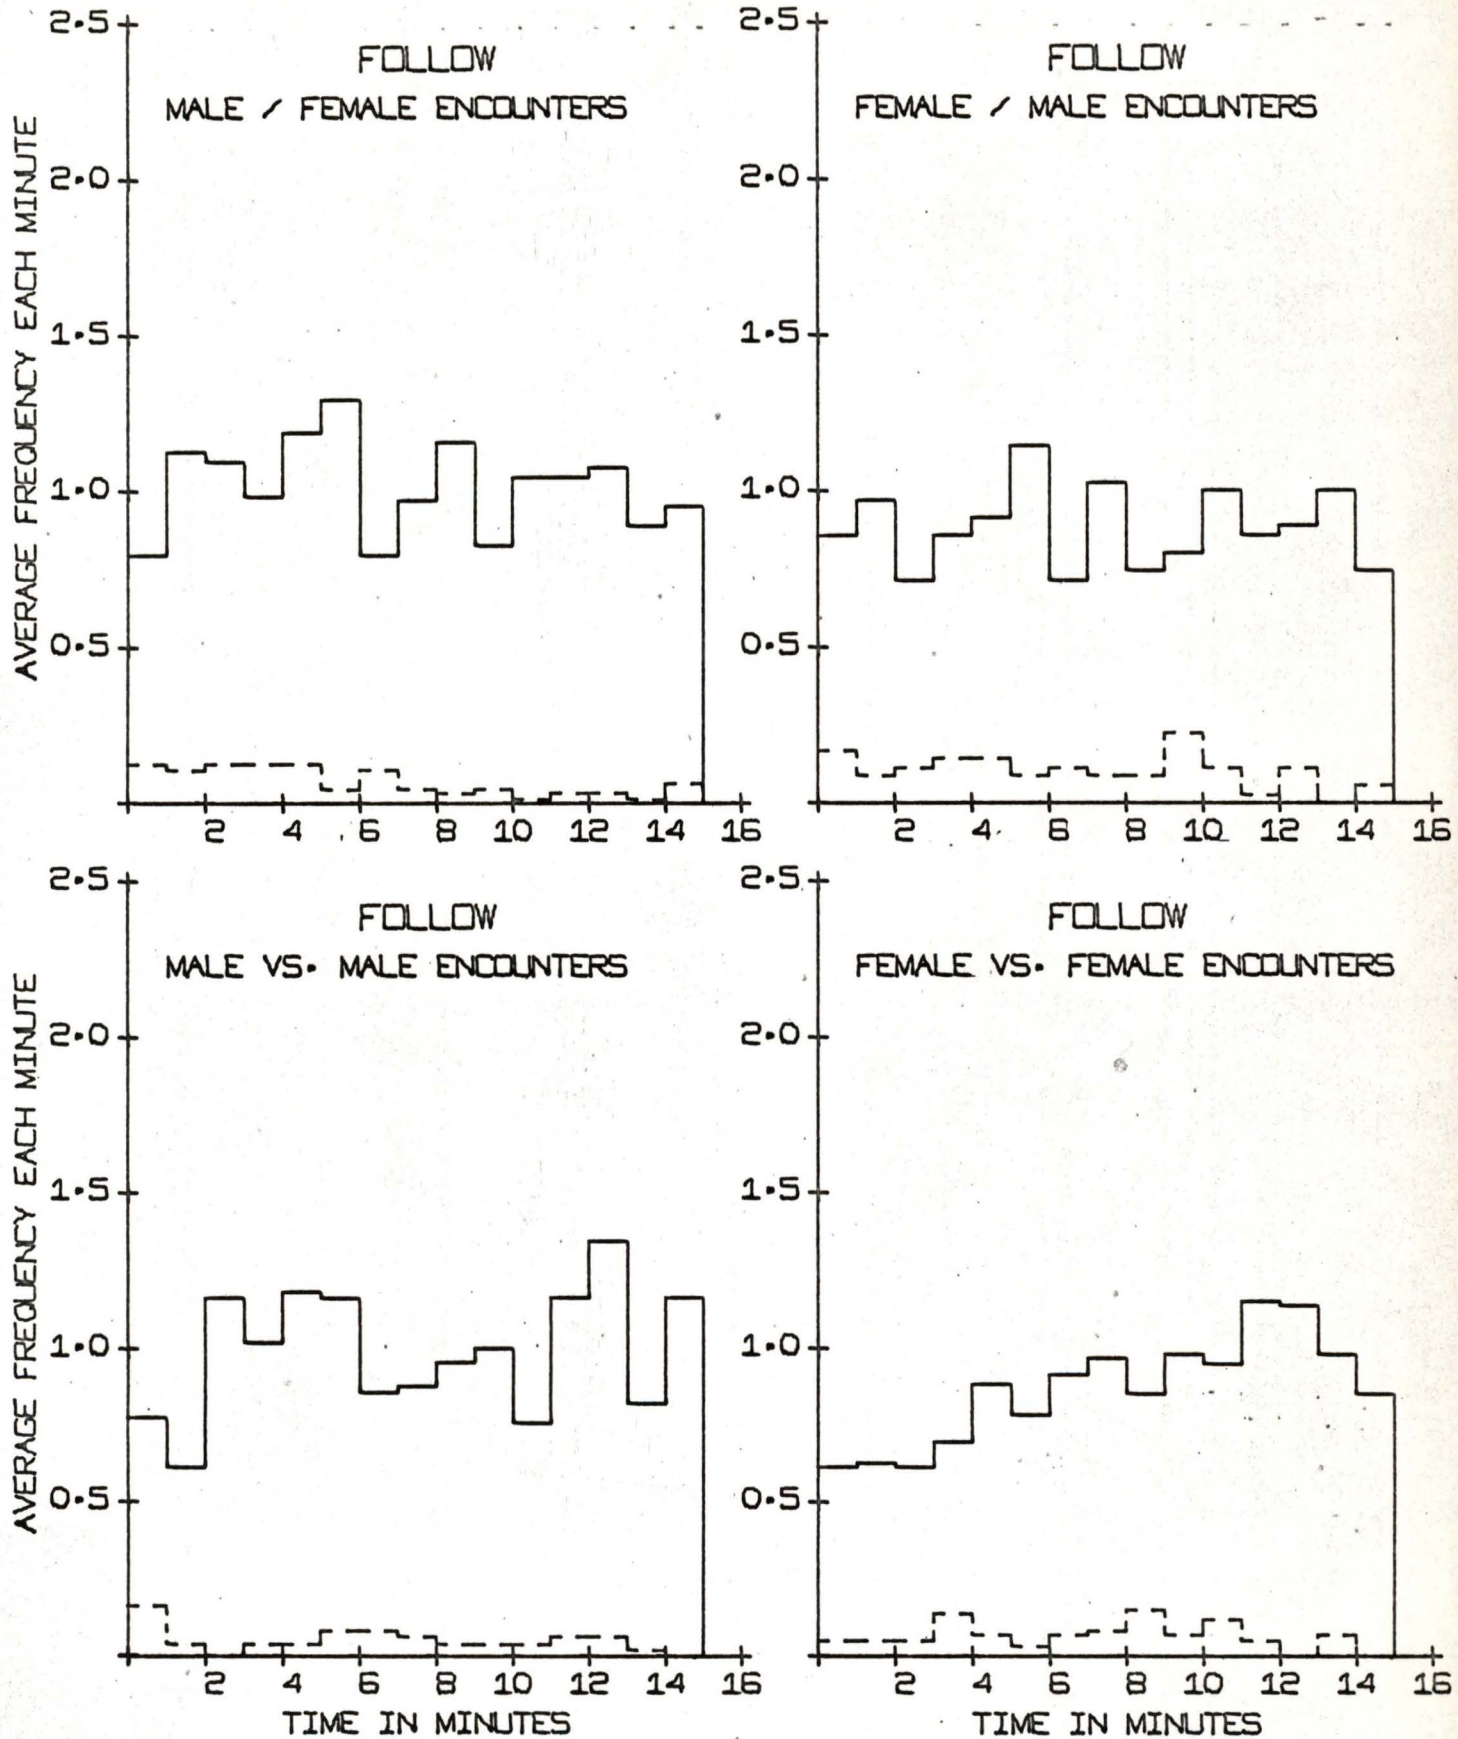 FOLLOW
MALE / FEMALE ENCOUNTERS
AVERAGE FREQUENCY EACH MINUTE
2.5
2.0
1.5
1.0
0.5
2 4 6 8 10 12 14 16
FOLLOW
FEMALE / MALE ENCOUNTERS
2.5
2.0
1.5
1.0
0.5
2 4 6 8 10 12 14 16
FOLLOW
MALE VS. MALE ENCOUNTERS
AVERAGE FREQUENCY EACH MINUTE
2.5
2.0
1.5
1.0
0.5
2 4 6 8 10 12 14 16
TIME IN MINUTES
FOLLOW
FEMALE VS. FEMALE ENCOUNTERS
2.5
2.0
1.5
1.0
0.5
2 4 6 8 10 12 14 16
TIME IN MINUTES